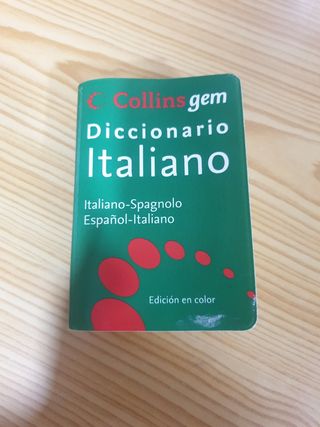 Collins gem
Diccionario
Italiano
Italiano-Spagnolo
Español-Italiano
Edición en color